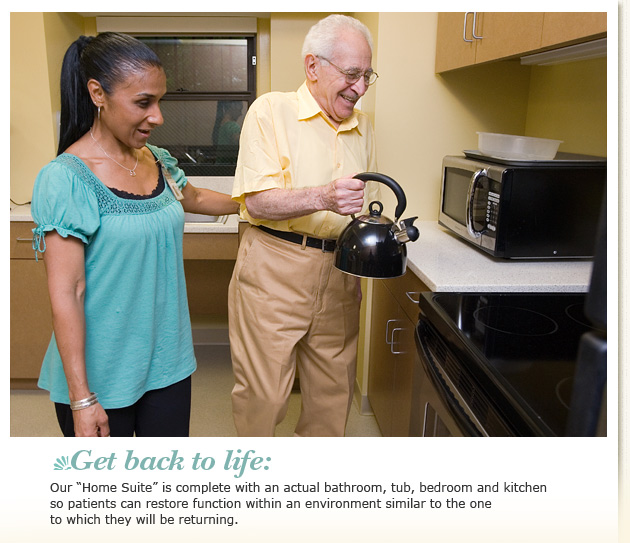 Get back to life:
Our “Home Suite” is complete with an actual bathroom, tub, bedroom and kitchen
so patients can restore function within an environment similar to the one
to which they will be returning.